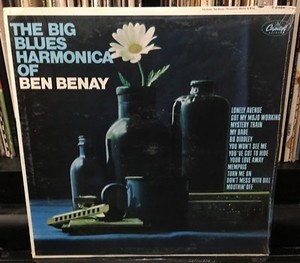 THE BIG
BLUES
HARMONICA
OF
BEN BENAY
Capitol
LONELY AVENUE
GOT MY MOJO WORKING
MYSTERY TRAIN
MY BABE
BO DIDDLEY
YOU WON'T SEE ME
YOU'VE GOT TO HIDE
YOUR LOVE AWAY
MEMPHIS
TURN ME ON
DON'T MESS WITH BILL
MOUTHIN' OFF